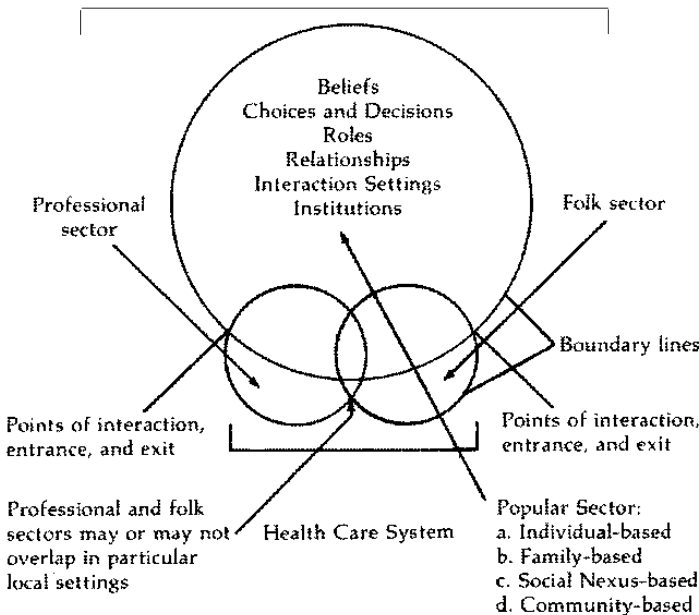 Beliefs
Choices and Decisions
Roles
Relationships
Interaction Settings
Institutions
Professional
sector
Folk sector
Boundary lines
Points of interaction,
entrance, and exit
Points of interaction,
entrance, and exit
Professional and folk
sectors may or may not
overlap in particular
local settings
Health Care System
Popular Sector:
a. Individual-based
b. Family-based
c. Social Nexus-based
d. Community-based